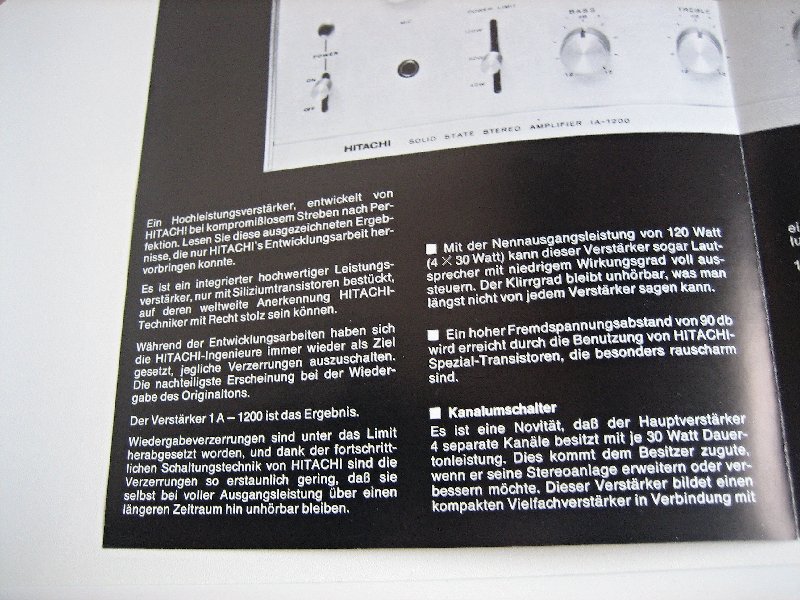 POWER
ON
OFF
MIC
POWER LIMIT
120W
60W
40W
BASS
dB
12 12
TREBLE
dB
12 12
HITACHI SOLID STATE STEREO AMPLIFIER IA-1200
Ein Hochleistungsverstärker, entwickelt von
HITACHI bei kompromißlosem Streben nach Per-
fektion. Lesen Sie diese ausgezeichneten Ergeb-
nisse, die nur HITACHI's Entwicklungsarbeit her-
vorbringen konnte.
Es ist ein integrierter hochwertiger Leistungs-
verstärker, nur mit Siliziumtransistoren bestückt,
auf deren weltweite Anerkennung HITACHI-
Techniker mit Recht stolz sein können.
Während der Entwicklungsarbeiten haben sich
die HITACHI-Ingenieure immer wieder als Ziel
gesetzt, jegliche Verzerrungen auszuschalten.
Die nachteiligste Erscheinung bei der Wieder-
gabe des Originaltons.
Der Verstärker 1 A – 1200 ist das Ergebnis.
Wiedergabeverzerrungen sind unter das Limit
herabgesetzt worden, und dank der fortschritt-
lichen Schaltungstechnik von HITACHI sind die
Verzerrungen so erstaunlich gering, daß sie
selbst bei voller Ausgangsleistung über einen
längeren Zeitraum hin unhörbar bleiben.
■ Mit der Nennausgangsleistung von 120 Watt
(4 × 30 Watt) kann dieser Verstärker sogar Laut-
sprecher mit niedrigem Wirkungsgrad voll aus-
steuern. Der Klirrgrad bleibt unhörbar, was man
längst nicht von jedem Verstärker sagen kann.
■ Ein hoher Fremdspannungsabstand von 90 db
wird erreicht durch die Benutzung von HITACHI-
Spezial-Transistoren, die besonders rauscharm
sind.
■ Kanalumschalter
Es ist eine Novität, daß der Hauptverstärker
4 separate Kanäle besitzt mit je 30 Watt Dauer-
tonleistung. Dies kommt dem Besitzer zugute,
wenn er seine Stereoanlage erweitern oder ver-
bessern möchte. Dieser Verstärker bildet einen
kompakten Vielfachverstärker in Verbindung mit